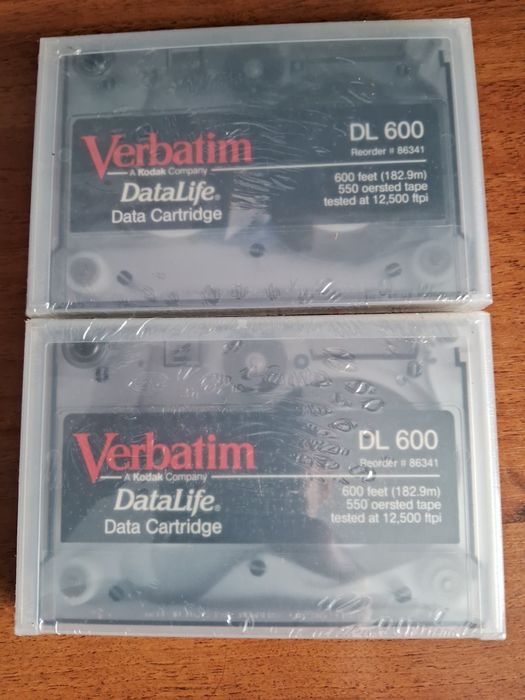 Verbatim
A Kodak Company
DataLife®
Data Cartridge
DL 600
Reorder # 86341
600 feet (182.9m)
550 oersted tape
tested at 12,500 ftpi
Verbatim
A Kodak Company
DataLife®
Data Cartridge
DL 600
Reorder # 86341
600 feet (182.9m)
550 oersted tape
tested at 12,500 ftpi